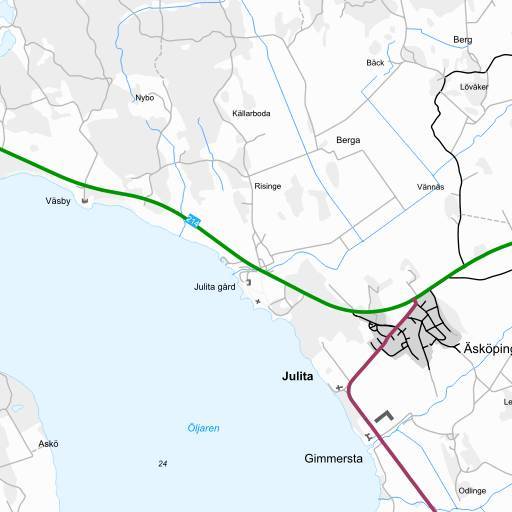 Berg
Bäck
Lövåker
Nybo
Källarboda
Berga
Risinge
Vännäs
Väsby
214
Julita gård
Äsköping
Julita
Le
Öljaren
Askö
24
Gimmersta
Odlinge